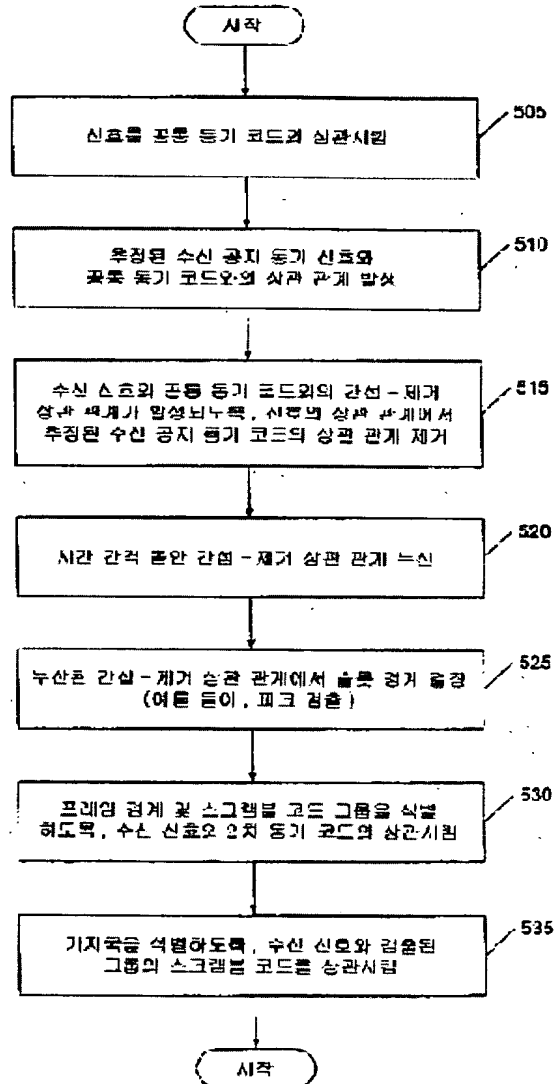 시작
505
신호를 공통 동기 코드와 상관시킴
510
추정된 수신 공지 동기 신호와
공통 동기 코드와의 상관 관계 발생
515
수신 신호와 공통 동기 코드와의 간섭-제거
상관 관계가 합성되도록, 신호의 상관 관계에서
추정된 수신 공지 동기 코드의 상관 관계 제거
520
시간 간격 동안 간섭-제거 상관 관계 누산
525
누산된 간섭-제거 상관 관계에서 슬롯 경계 결정
(예를 들어, 피크 검출)
530
프레임 경계 및 스크램블 코드 그룹을 식별
하도록, 수신 신호와 2차 동기 코드와 상관시킴
535
기지국을 식별하도록, 수신 신호와 검출된
그룹의 스크램블 코드를 상관시킴
시작